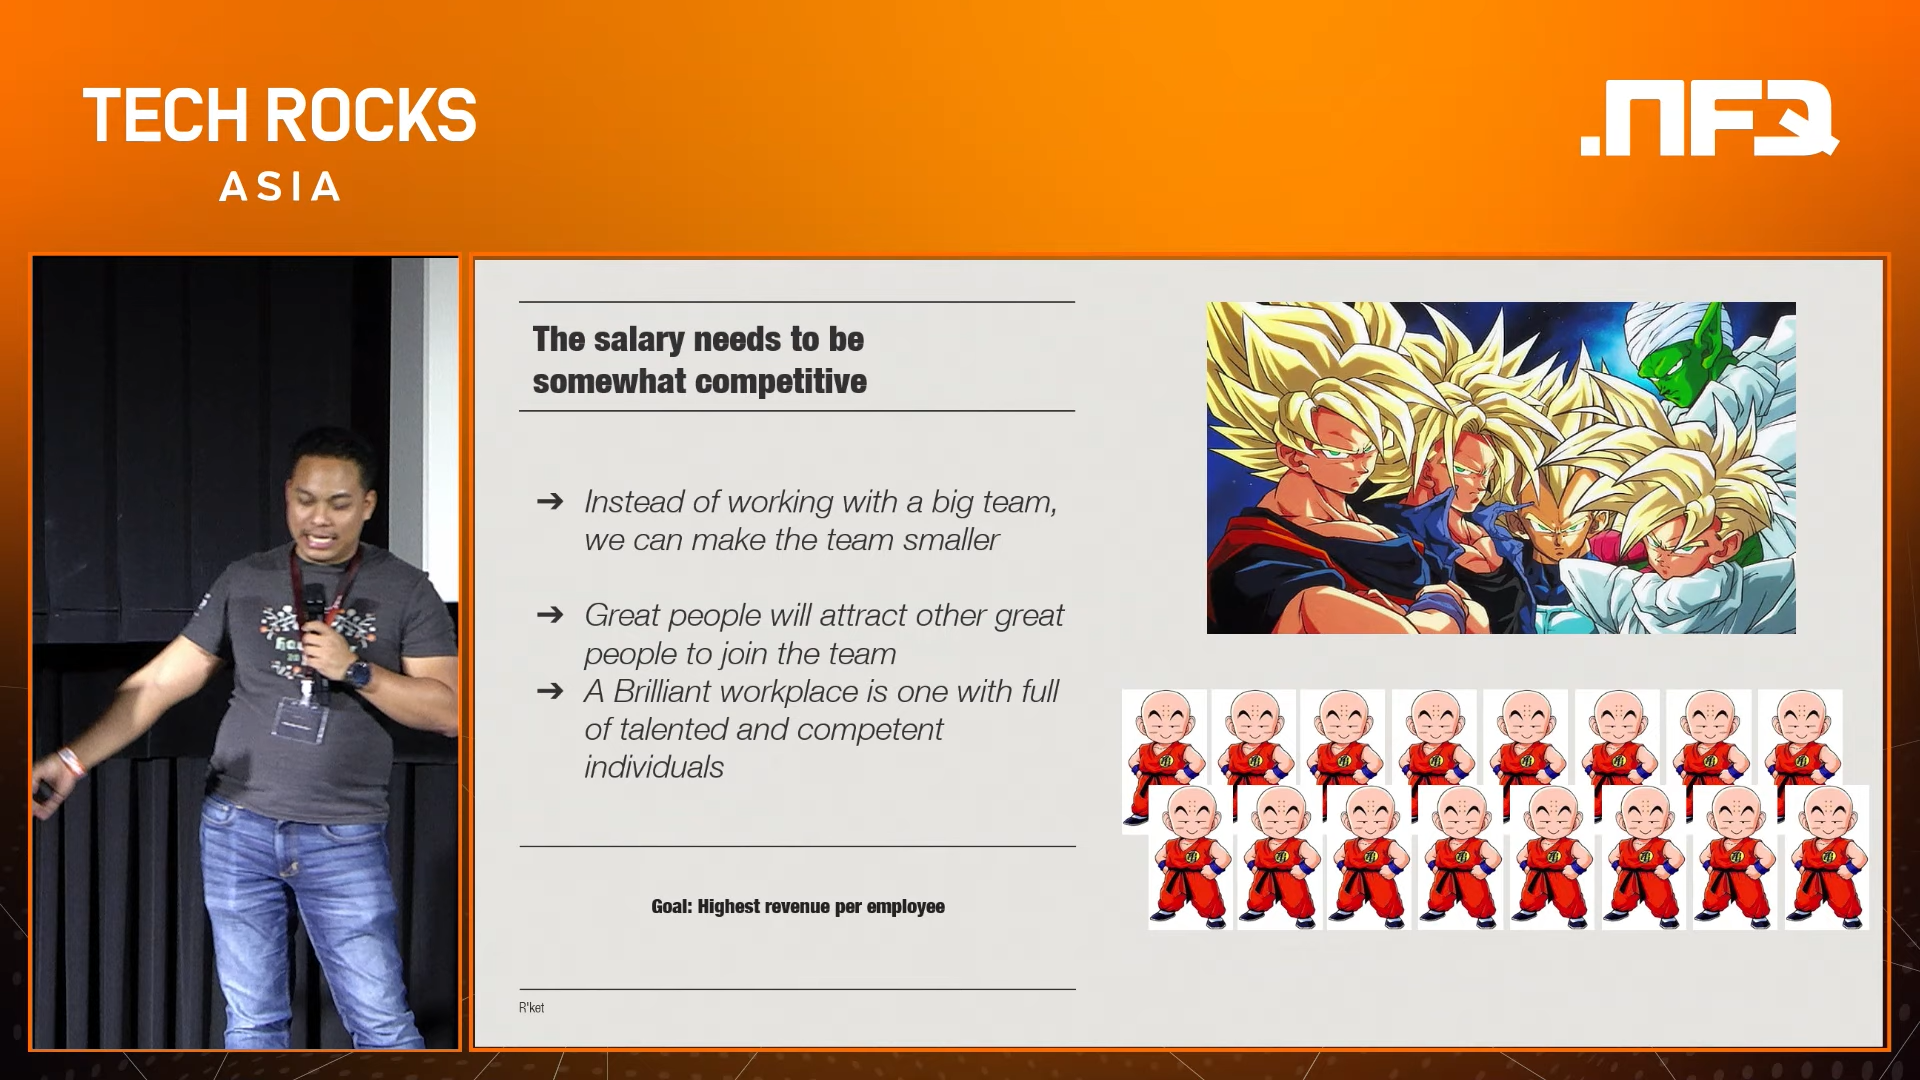 TECH ROCKS
ASIA
.NFQ
The salary needs to be
somewhat competitive
➔ Instead of working with a big team,
we can make the team smaller
➔ Great people will attract other great
people to join the team
➔ A Brilliant workplace is one with full
of talented and competent
individuals
Goal: Highest revenue per employee
R'ket